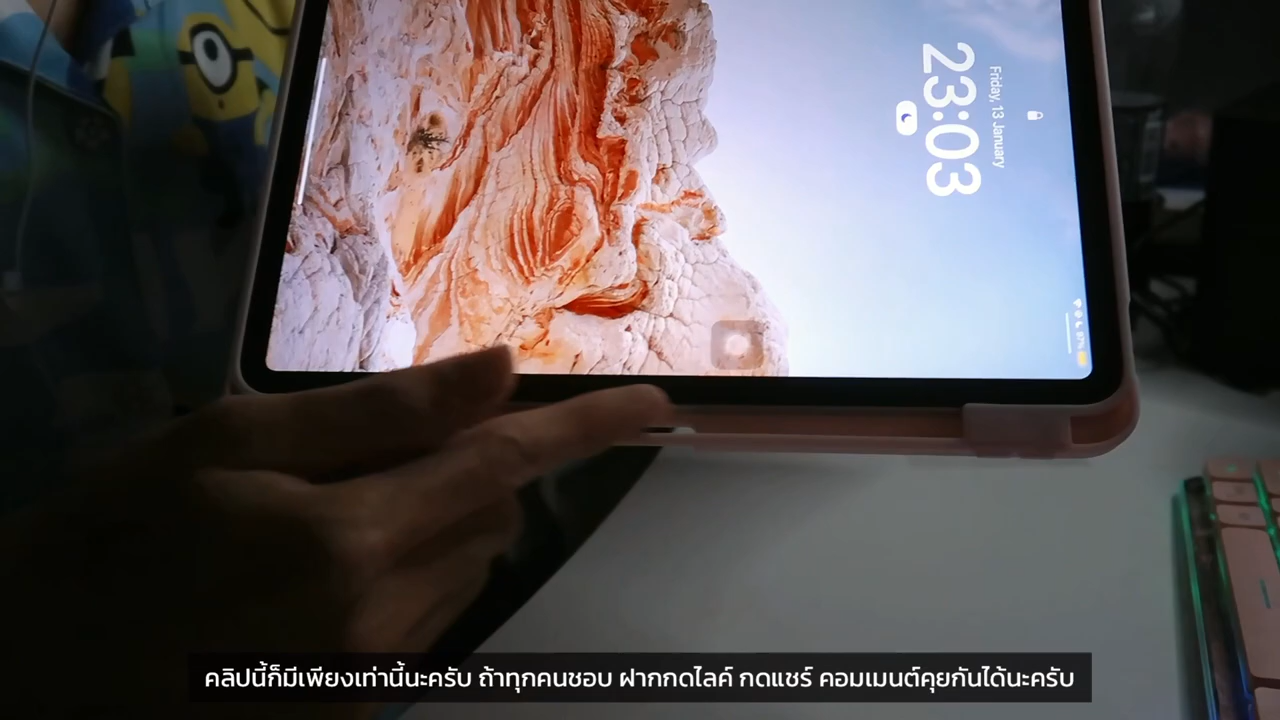 Friday, 13 January
23:03
คลิปนี้ก็มีเพียงเท่านี้นะครับ ถ้าทุกคนชอบ ฝากกดไลค์ กดแชร์ คอมเมนต์คุยกันได้นะครับ